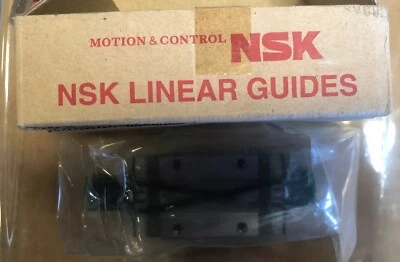 MOTION & CONTROL NSK
NSK LINEAR GUIDES